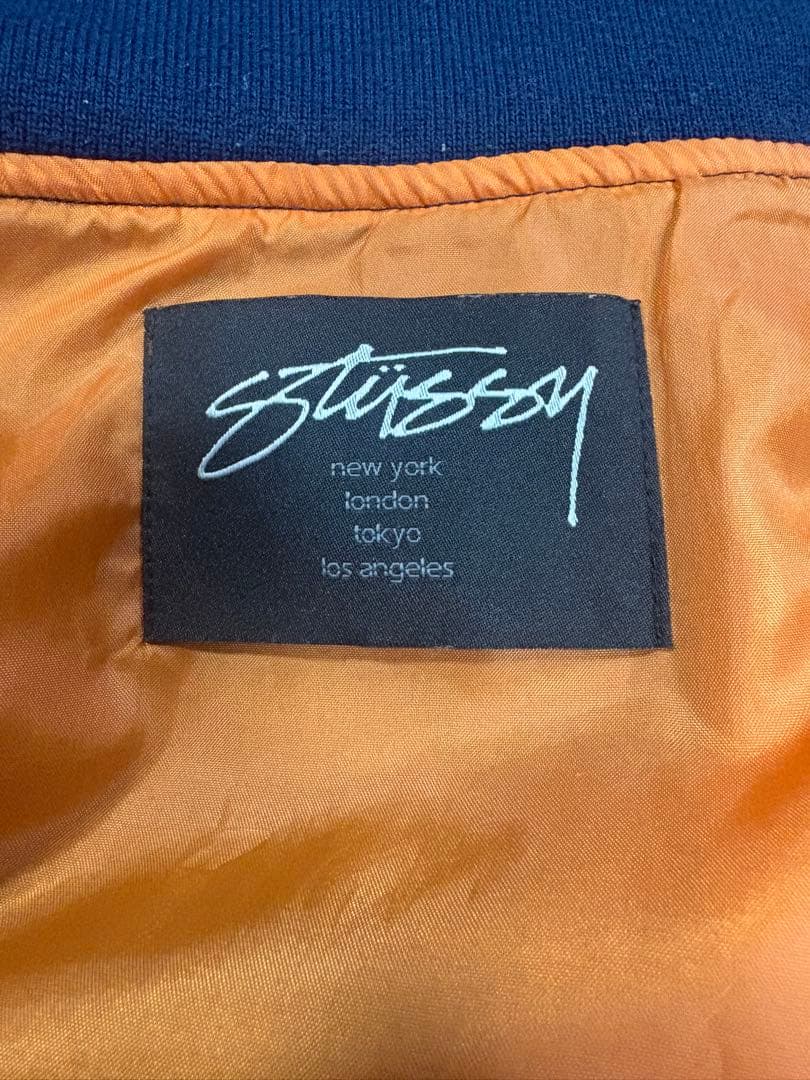 stüssy
new york
london
tokyo
los angeles